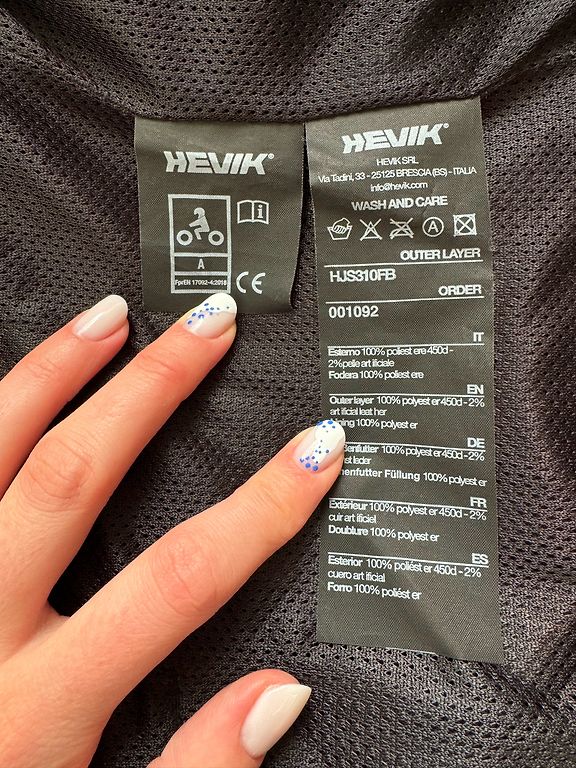 HEVIK®
i
A
FprEN 17092-4:2018
CE
HEVIK®
HEVIK SRL
Via Tadini, 33 - 25125 BRESCIA (BS) - ITALIA
info@hevik.com
WASH AND CARE
A
OUTER LAYER
HJS310FB
ORDER
001092
IT
Esterno 100% poliest ere 450d -
2% pelle art ificiale
Fodera 100% poliest ere
EN
Outer layer 100% polyest er 450d - 2%
art ificial leat her
Lining 100% polyest er
DE
100% polyest er 450d - 2%
leder
Füllung 100% polyest er
FR
Extérieur 100% polyest er 450d - 2%
cuir art ificiel
Doublure 100% polyest er
ES
Esterior 100% poliést er 450d - 2%
cuero art ificial
Forro 100% poliést er